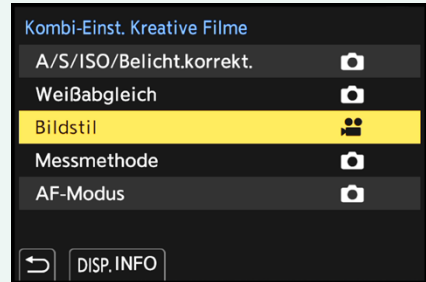 Kombi-Einst. Kreative Filme
A/S/ISO/Belicht.korrekt.
Weißabgleich
Bildstil
Messmethode
AF-Modus
DISP. INFO